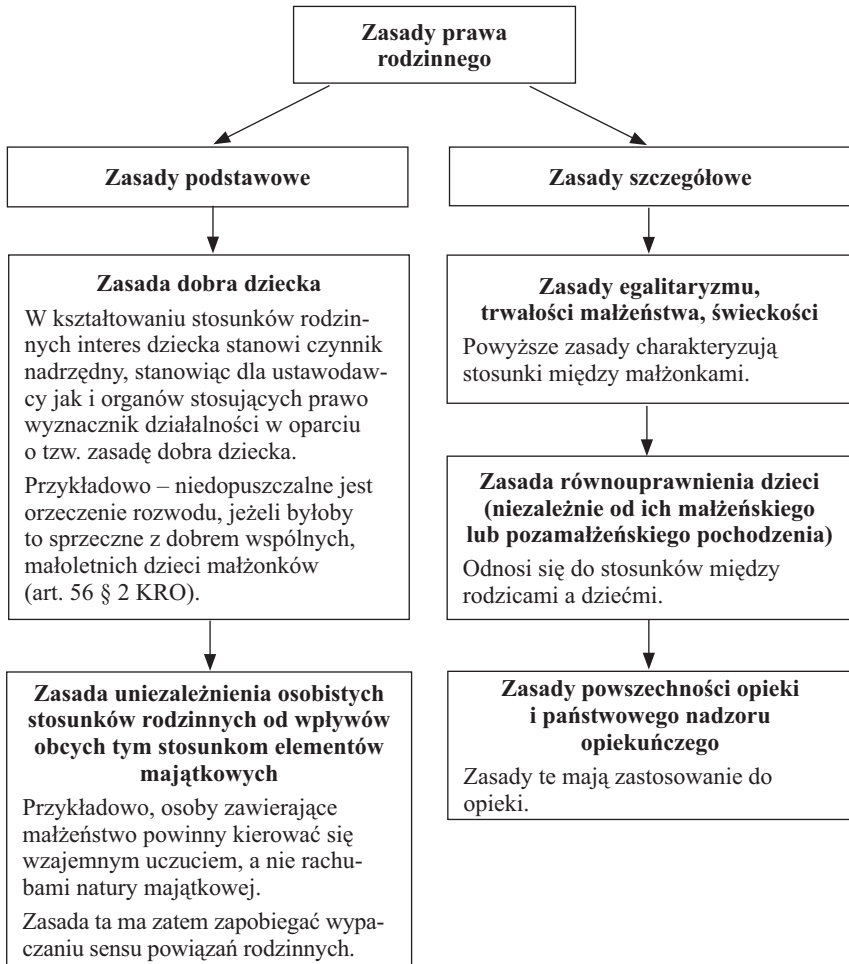 Zasady prawa
rodzinnego
Zasady podstawowe
Zasada dobra dziecka
W kształtowaniu stosunków rodzin-
nych interes dziecka stanowi czynnik
nadrzędny, stanowiąc dla ustawodaw-
cy jak i organów stosujących prawo
wyznacznik działalności w oparciu
o tzw. zasadę dobra dziecka.
Przykładowo – niedopuszczalne jest
orzeczenie rozwodu, jeżeli byłoby
to sprzeczne z dobrem wspólnych,
małoletnich dzieci małżonków
(art. 56 § 2 KRO).
Zasada uniezależnienia osobistych
stosunków rodzinnych od wpływów
obcych tym stosunkom elementów
majątkowych
Przykładowo, osoby zawierające
małżeństwo powinny kierować się
wzajemnym uczuciem, a nie rachu-
bami natury majątkowej.
Zasada ta ma zatem zapobiegać wypa-
czaniu sensu powiązań rodzinnych.
Zasady szczegółowe
Zasady egalitaryzmu,
trwałości małżeństwa, świeckości
Powyższe zasady charakteryzują
stosunki między małżonkami.
Zasada równouprawnienia dzieci
(niezależnie od ich małżeńskiego
lub pozamałżeńskiego pochodzenia)
Odnosi się do stosunków między
rodzicami a dziećmi.
Zasady powszechności opieki
i państwowego nadzoru
opiekuńczego
Zasady te mają zastosowanie do
opieki.